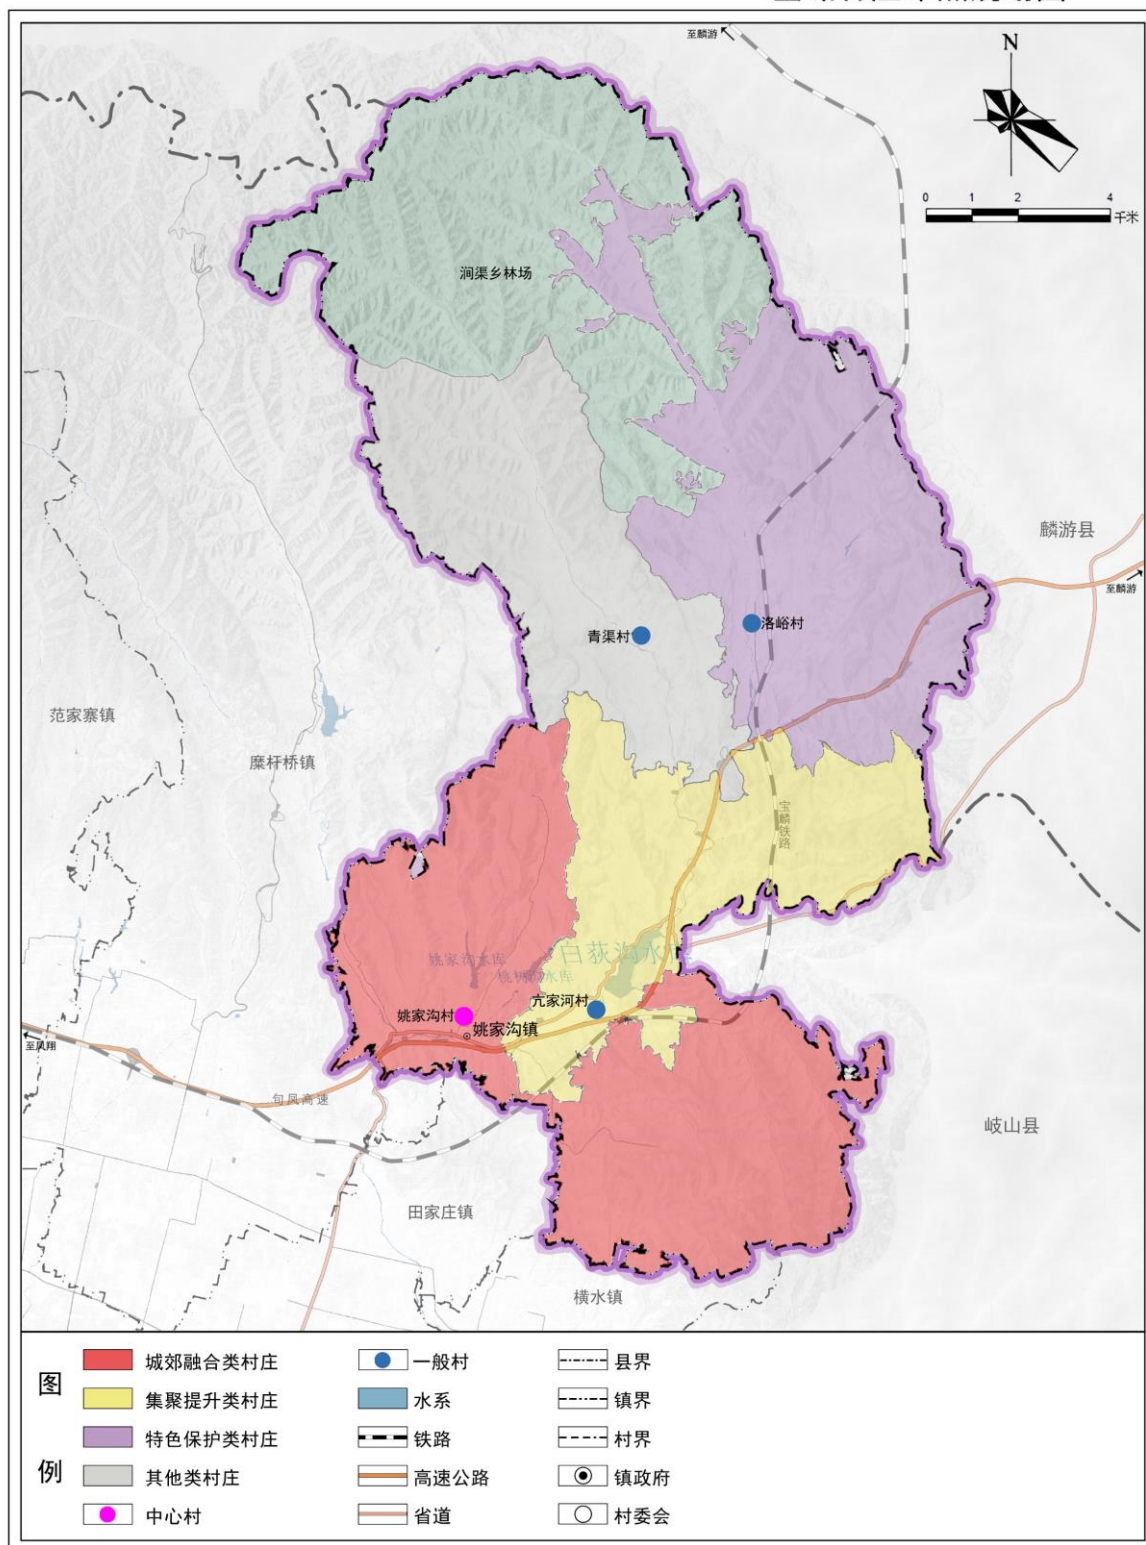 至麟游
N
0 1 2 4
千米
涧渠乡林场
麟游县
至麟游
青渠村
洛峪村
范家寨镇
糜杆桥镇
宝麟铁路
姚家沟水库
白荻沟水库
姚家沟村
亢家河村
姚家沟镇
至凤翔
旬凤高速
岐山县
田家庄镇
横水镇
图例
城郊融合类村庄
集聚提升类村庄
特色保护类村庄
其他类村庄
中心村
一般村
水系
铁路
高速公路
省道
县界
镇界
村界
镇政府
村委会